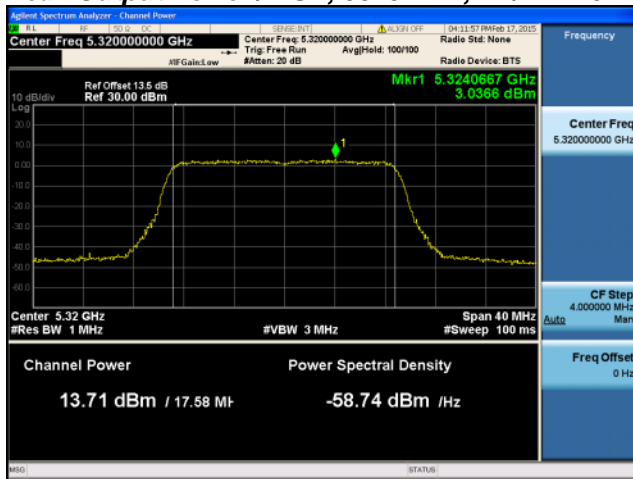 Agilent Spectrum Analyzer - Channel Power
RL RF 50 Ω DC SENSE:INT ALIGN OFF 04:11:57 PM Feb 17, 2015
Center Freq 5.320000000 GHz
Center Freq: 5.320000000 GHz
Radio Std: None
Trig: Free Run Avg|Hold: 100/100
#IFGain:Low #Atten: 20 dB Radio Device: BTS
Frequency
Mkr1 5.3240667 GHz
3.0366 dBm
Ref Offset 13.5 dB
10 dB/div Ref 30.00 dBm
Log
20.0
10.0
0.00
-10.0
-20.0
-30.0
-40.0
-50.0
-60.0
1
Center Freq
5.320000000 GHz
Center 5.32 GHz Span 40 MHz
#Res BW 1 MHz #VBW 3 MHz #Sweep 100 ms
CF Step
4.000000 MHz
Auto Man
Channel Power Power Spectral Density
13.71 dBm / 17.58 MH -58.74 dBm /Hz
Freq Offset
0 Hz
MSG STATUS